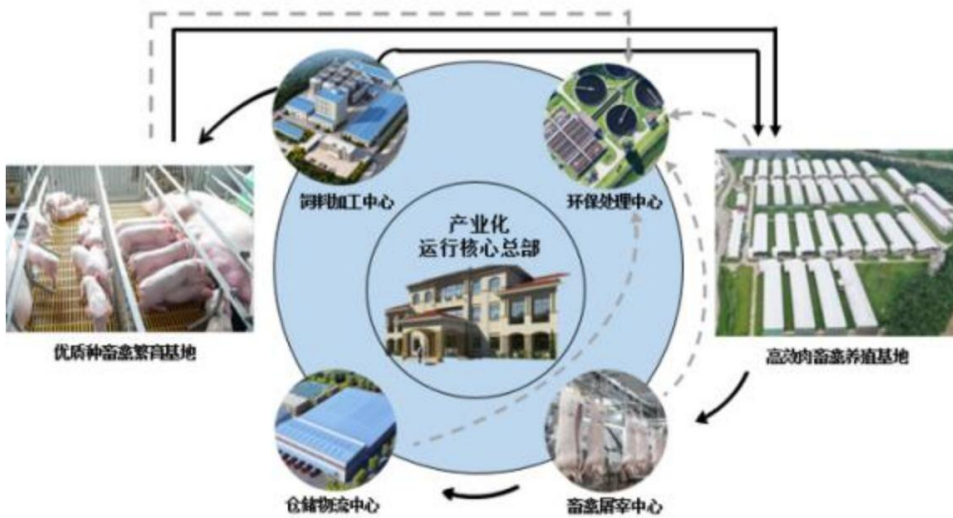 饲料加工中心
环保处理中心
产业化
运行核心总部
优质种畜禽繁育基地
高效肉畜禽养殖基地
仓储物流中心
畜禽屠宰中心